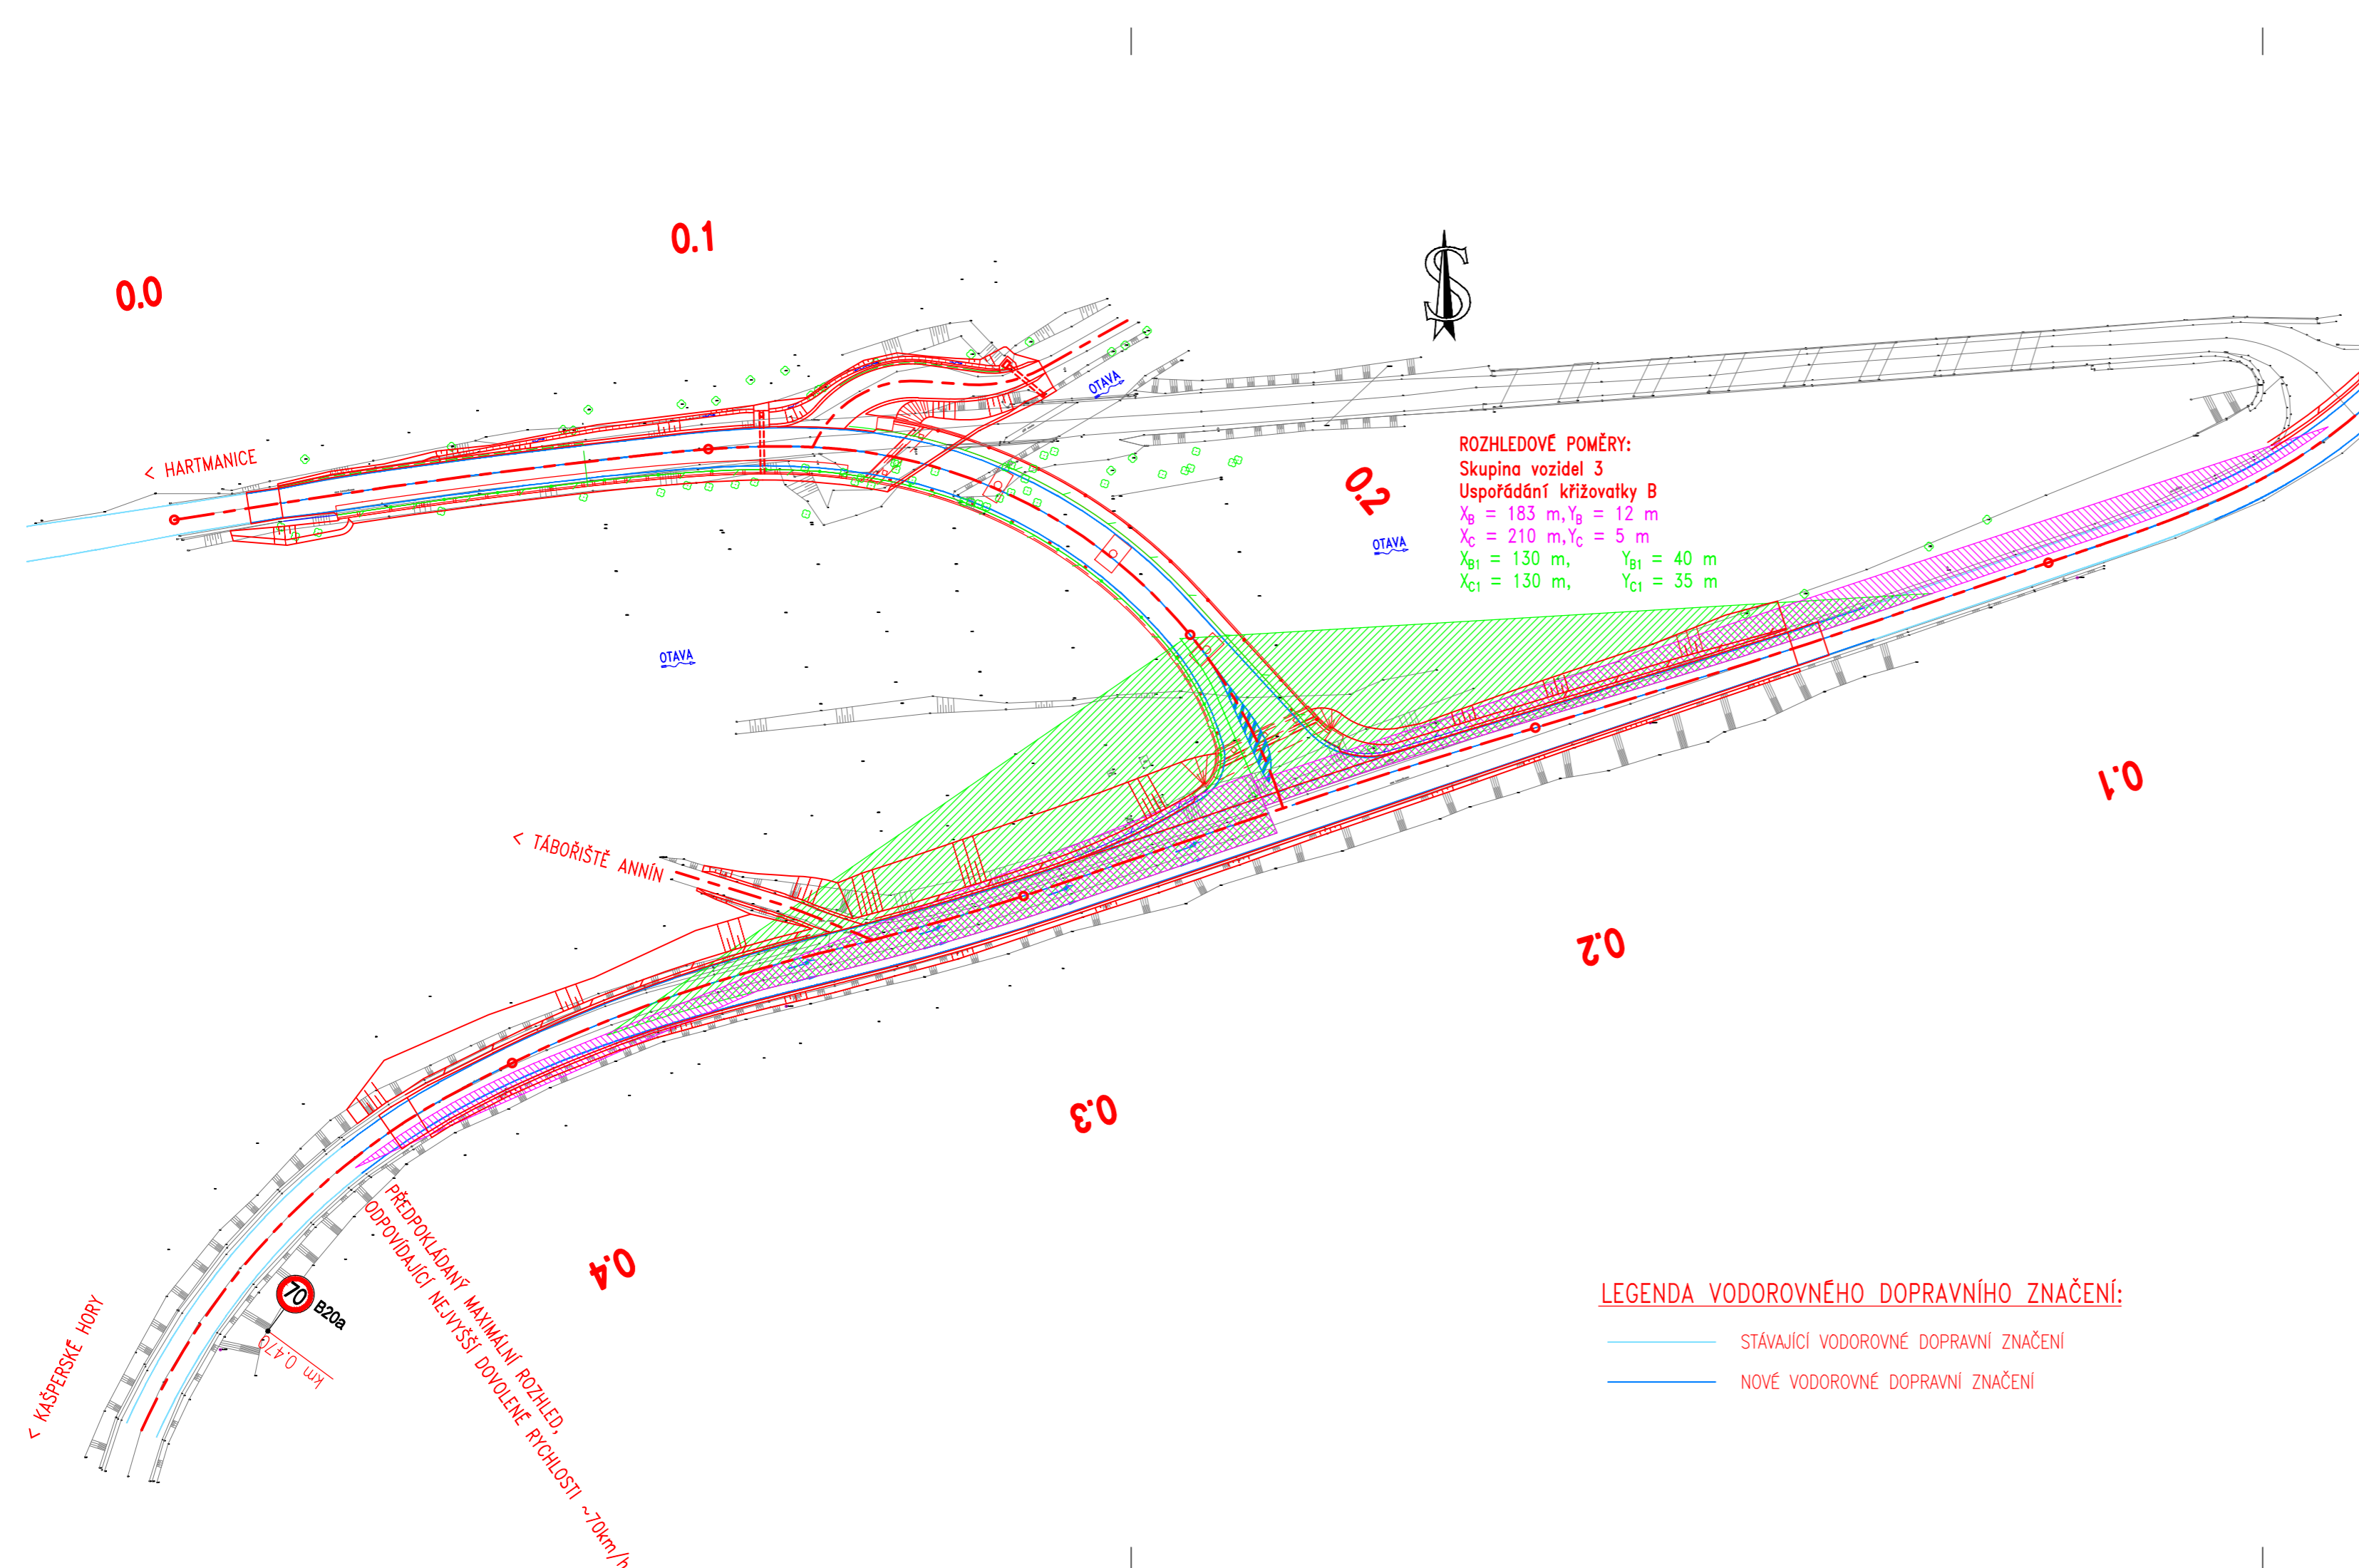 0.0
0.1
< HARTMANICE
OTAVA
S
ROZHLEDOVÉ POMĚRY:
Skupina vozidel 3
Uspořádání křižovatky B
XB = 183 m, YB = 12 m
XC = 210 m, YC = 5 m
XB1 = 130 m, YB1 = 40 m
XC1 = 130 m, YC1 = 35 m
0.2
OTAVA
OTAVA
< TÁBOŘIŠTĚ ANNÍN
0.1
0.2
0.3
0.4
PŘEDPOKLÁDANÝ MAXIMÁLNÍ ROZHLED,
ODPOVÍDAJÍCÍ NEJVYŠŠÍ DOVOLENÉ RYCHLOSTI ~70km/h
70
B20a
km 0.470
< KAŠPERSKÉ HORY
LEGENDA VODOROVNÉHO DOPRAVNÍHO ZNAČENÍ:
STÁVAJÍCÍ VODOROVNÉ DOPRAVNÍ ZNAČENÍ
NOVÉ VODOROVNÉ DOPRAVNÍ ZNAČENÍ